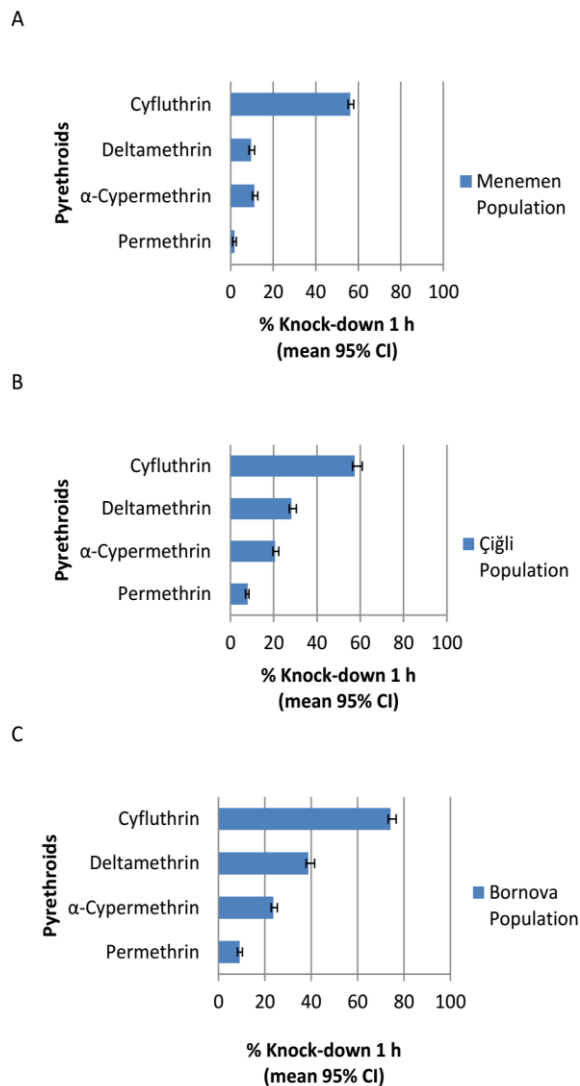 A
Pyrethroids
Cyfluthrin
Deltamethrin
α-Cypermethrin
Permethrin
0 20 40 60 80 100
% Knock-down 1 h
(mean 95% CI)
Menemen
Population
B
Pyrethroids
Cyfluthrin
Deltamethrin
α-Cypermethrin
Permethrin
0 20 40 60 80 100
% Knock-down 1 h
(mean 95% CI)
Çiğli
Population
C
Pyrethroids
Cyfluthrin
Deltamethrin
α-Cypermethrin
Permethrin
0 20 40 60 80 100
% Knock-down 1 h
(mean 95% CI)
Bornova
Population